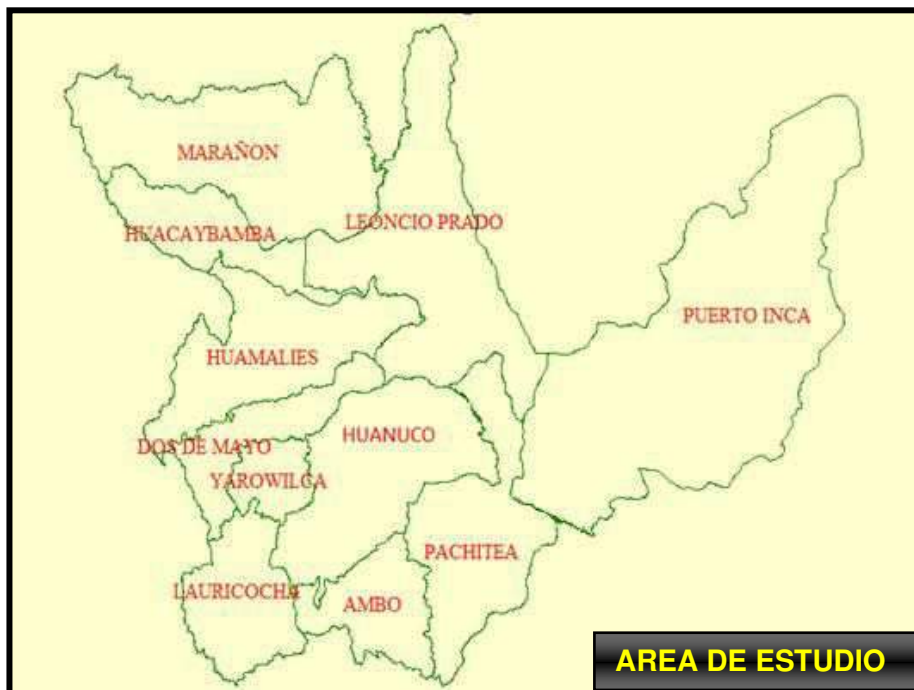 MARAÑON
HUACAYBAMBA
LEONCIO PRADO
PUERTO INCA
HUAMALIES
DOS DE MAYO
HUANUCO
YAROWILCA
PACHITEA
LAURICOCHA
AMBO
AREA DE ESTUDIO